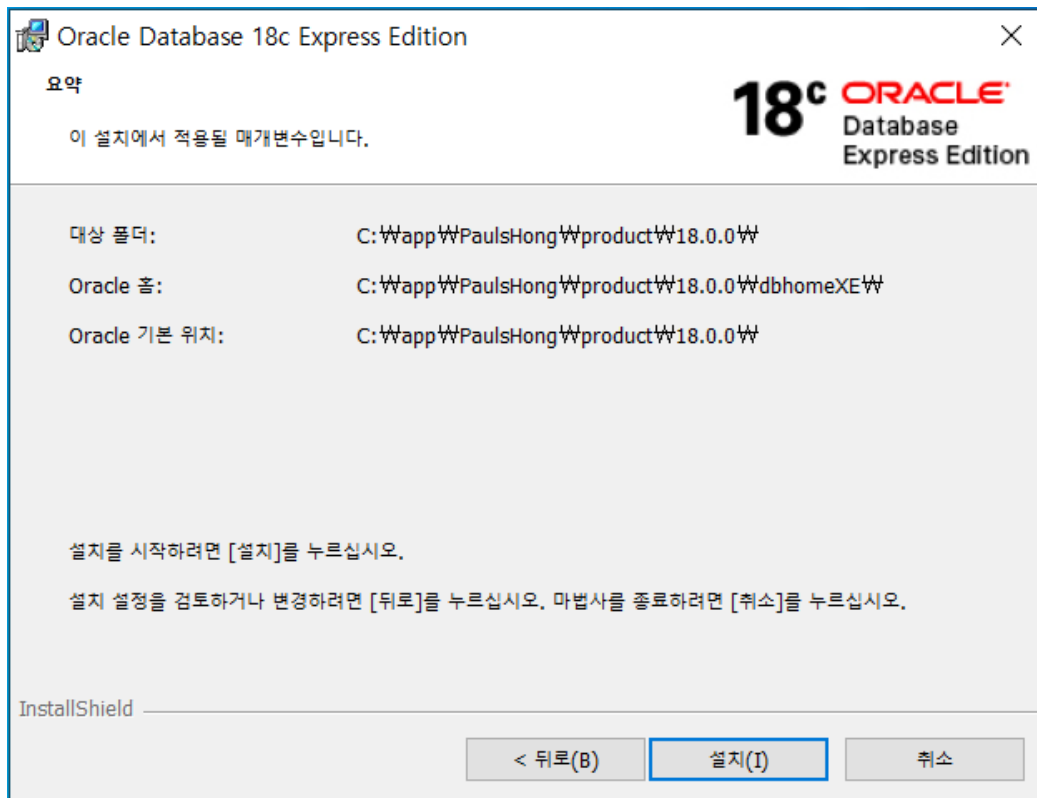 Oracle Database 18c Express Edition
요약
이 설치에서 적용될 매개변수입니다.
18c ORACLE
Database
Express Edition
대상 폴더: C:₩app₩PaulsHong₩product₩18.0.0₩
Oracle 홈: C:₩app₩PaulsHong₩product₩18.0.0₩dbhomeXE₩
Oracle 기본 위치: C:₩app₩PaulsHong₩product₩18.0.0₩
설치를 시작하려면 [설치]를 누르십시오.
설치 설정을 검토하거나 변경하려면 [뒤로]를 누르십시오. 마법사를 종료하려면 [취소]를 누르십시오.
InstallShield
< 뒤로(B) 설치(I) 취소